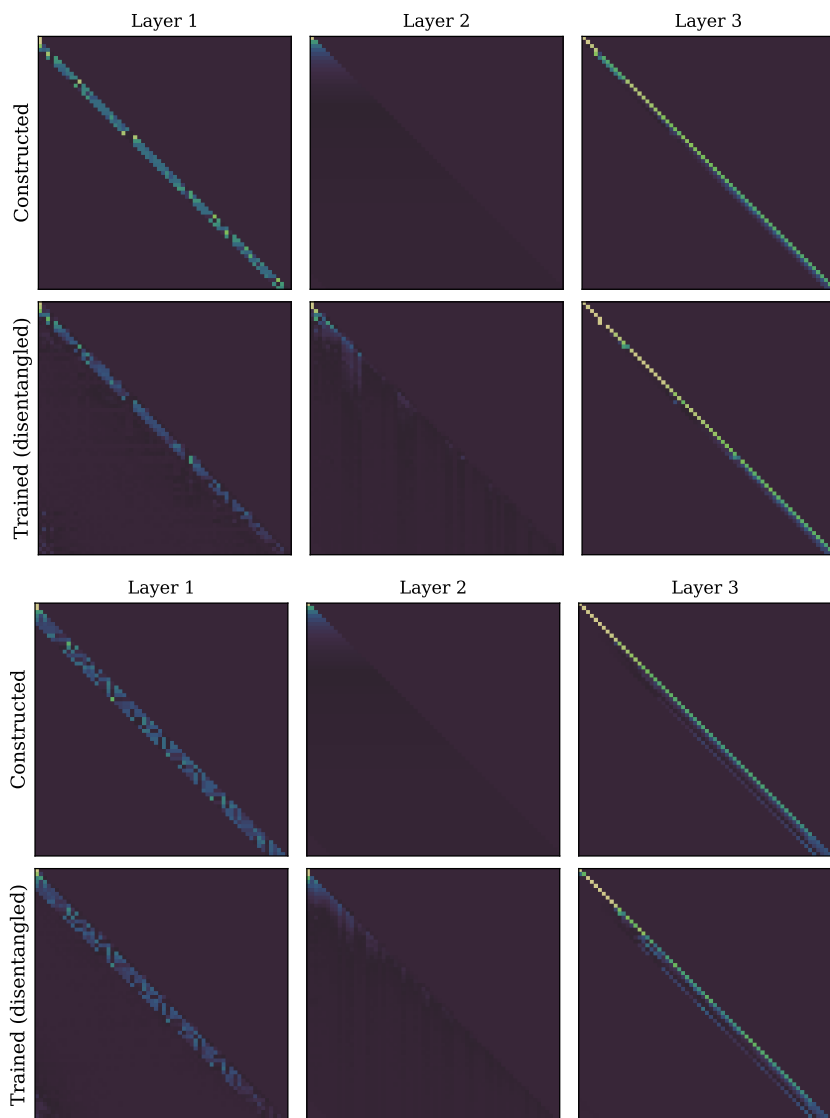 Layer 1 Layer 2 Layer 3
Constructed
Trained (disentangled)
Layer 1 Layer 2 Layer 3
Constructed
Trained (disentangled)